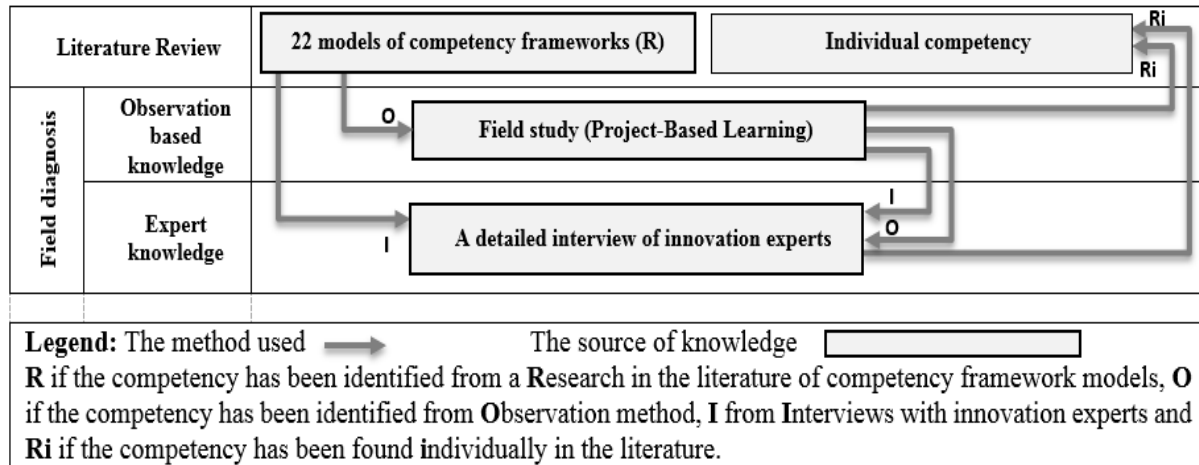 Literature Review
22 models of competency frameworks (R)
Individual competency
Ri
Ri
Field diagnosis
Observation
based
knowledge
O
Field study (Project-Based Learning)
Expert
knowledge
I
A detailed interview of innovation experts
I
O
Legend: The method used
The source of knowledge
R if the competency has been identified from a Research in the literature of competency framework models, O
if the competency has been identified from Observation method, I from Interviews with innovation experts and
Ri if the competency has been found individually in the literature.